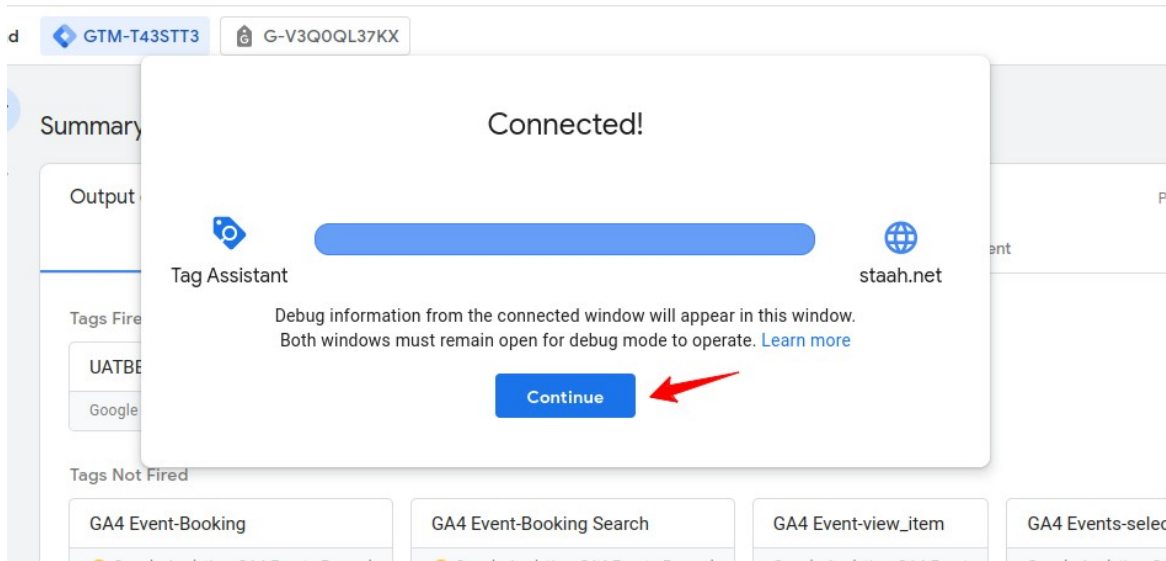 GTM-T43STT3 G-V3Q0QL37KX
Connected!
Summary
Output
Tag Assistant
staah.net
Debug information from the connected window will appear in this window.
Both windows must remain open for debug mode to operate. Learn more
Tags Fire
UATBE
Continue
Google
Tags Not Fired
GA4 Event-Booking GA4 Event-Booking Search GA4 Event-view_item GA4 Events-selec